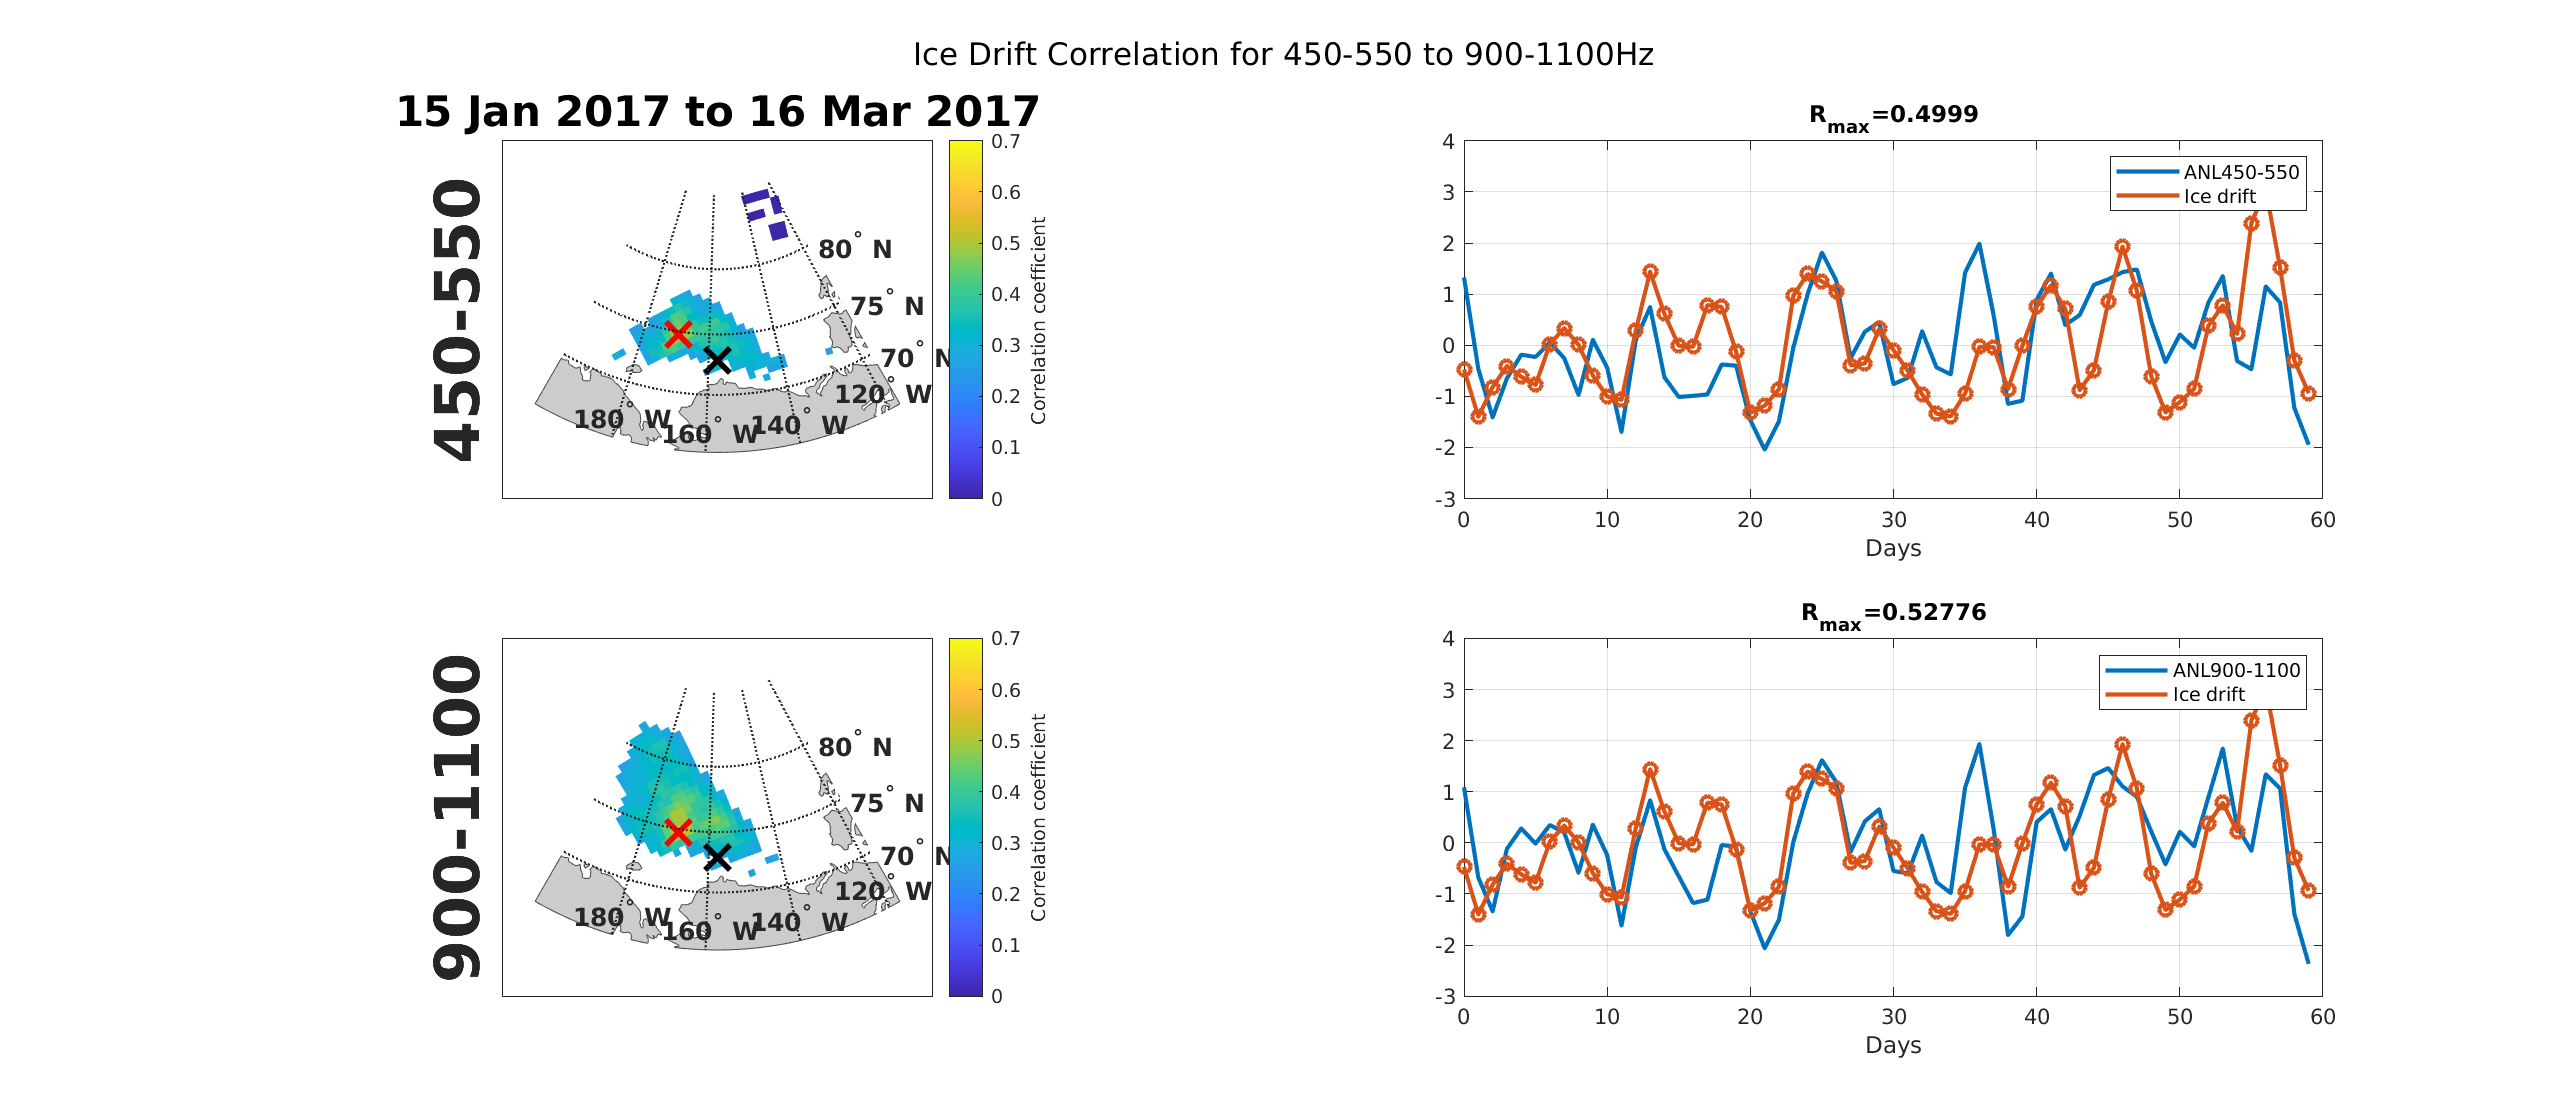 Ice Drift Correlation for 450-550 to 900-1100Hz
15 Jan 2017 to 16 Mar 2017
450-550
80° N
75° N
70° N
120° W
140° W
160° W
180° W
0.7
0.6
0.5
0.4
0.3
0.2
0.1
0
Correlation coefficient
Rmax=0.4999
ANL450-550
Ice drift
4
3
2
1
0
-1
-2
-3
0 10 20 30 40 50 60
Days
900-1100
80° N
75° N
70° N
120° W
140° W
160° W
180° W
0.7
0.6
0.5
0.4
0.3
0.2
0.1
0
Correlation coefficient
Rmax=0.52776
ANL900-1100
Ice drift
4
3
2
1
0
-1
-2
-3
0 10 20 30 40 50 60
Days